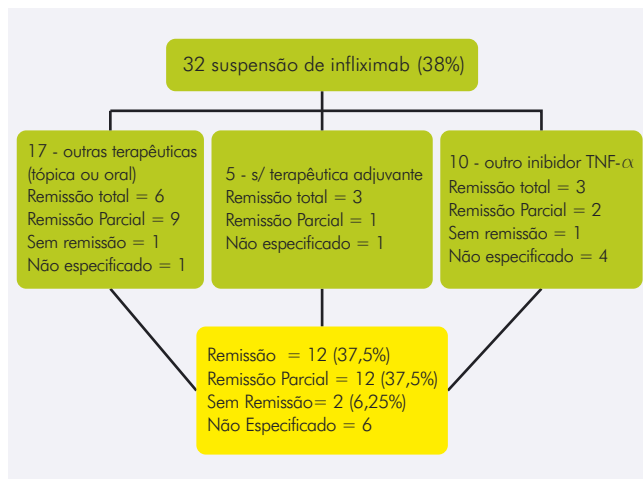 32 suspensão de infliximab (38%)
17 - outras terapêuticas
(tópica ou oral)
Remissão total = 6
Remissão Parcial = 9
Sem remissão = 1
Não especificado = 1
5 - s/ terapêutica adjuvante
Remissão total = 3
Remissão Parcial = 1
Não especificado = 1
10 - outro inibidor TNF-α
Remissão total = 3
Remissão Parcial = 2
Sem remissão = 1
Não especificado = 4
Remissão = 12 (37,5%)
Remissão Parcial = 12 (37,5%)
Sem Remissão= 2 (6,25%)
Não Especificado = 6